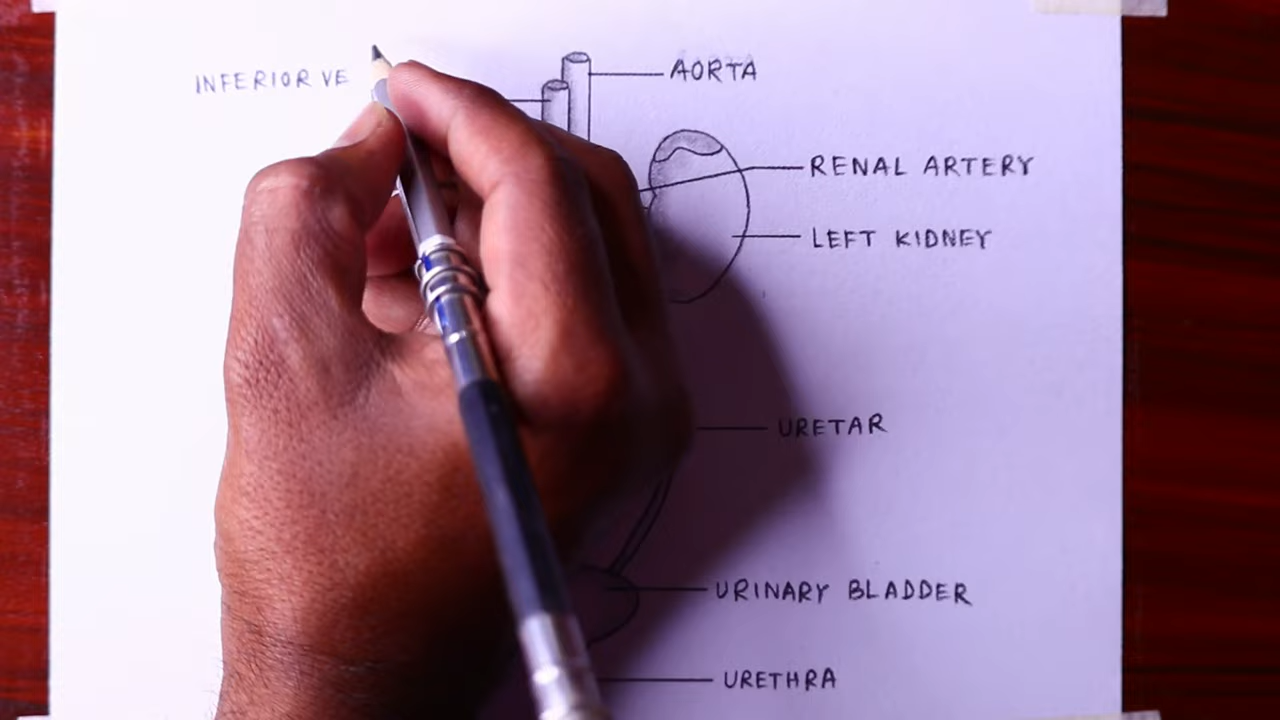 INFERIOR VE
AORTA
RENAL ARTERY
LEFT KIDNEY
URETAR
URINARY BLADDER
URETHRA